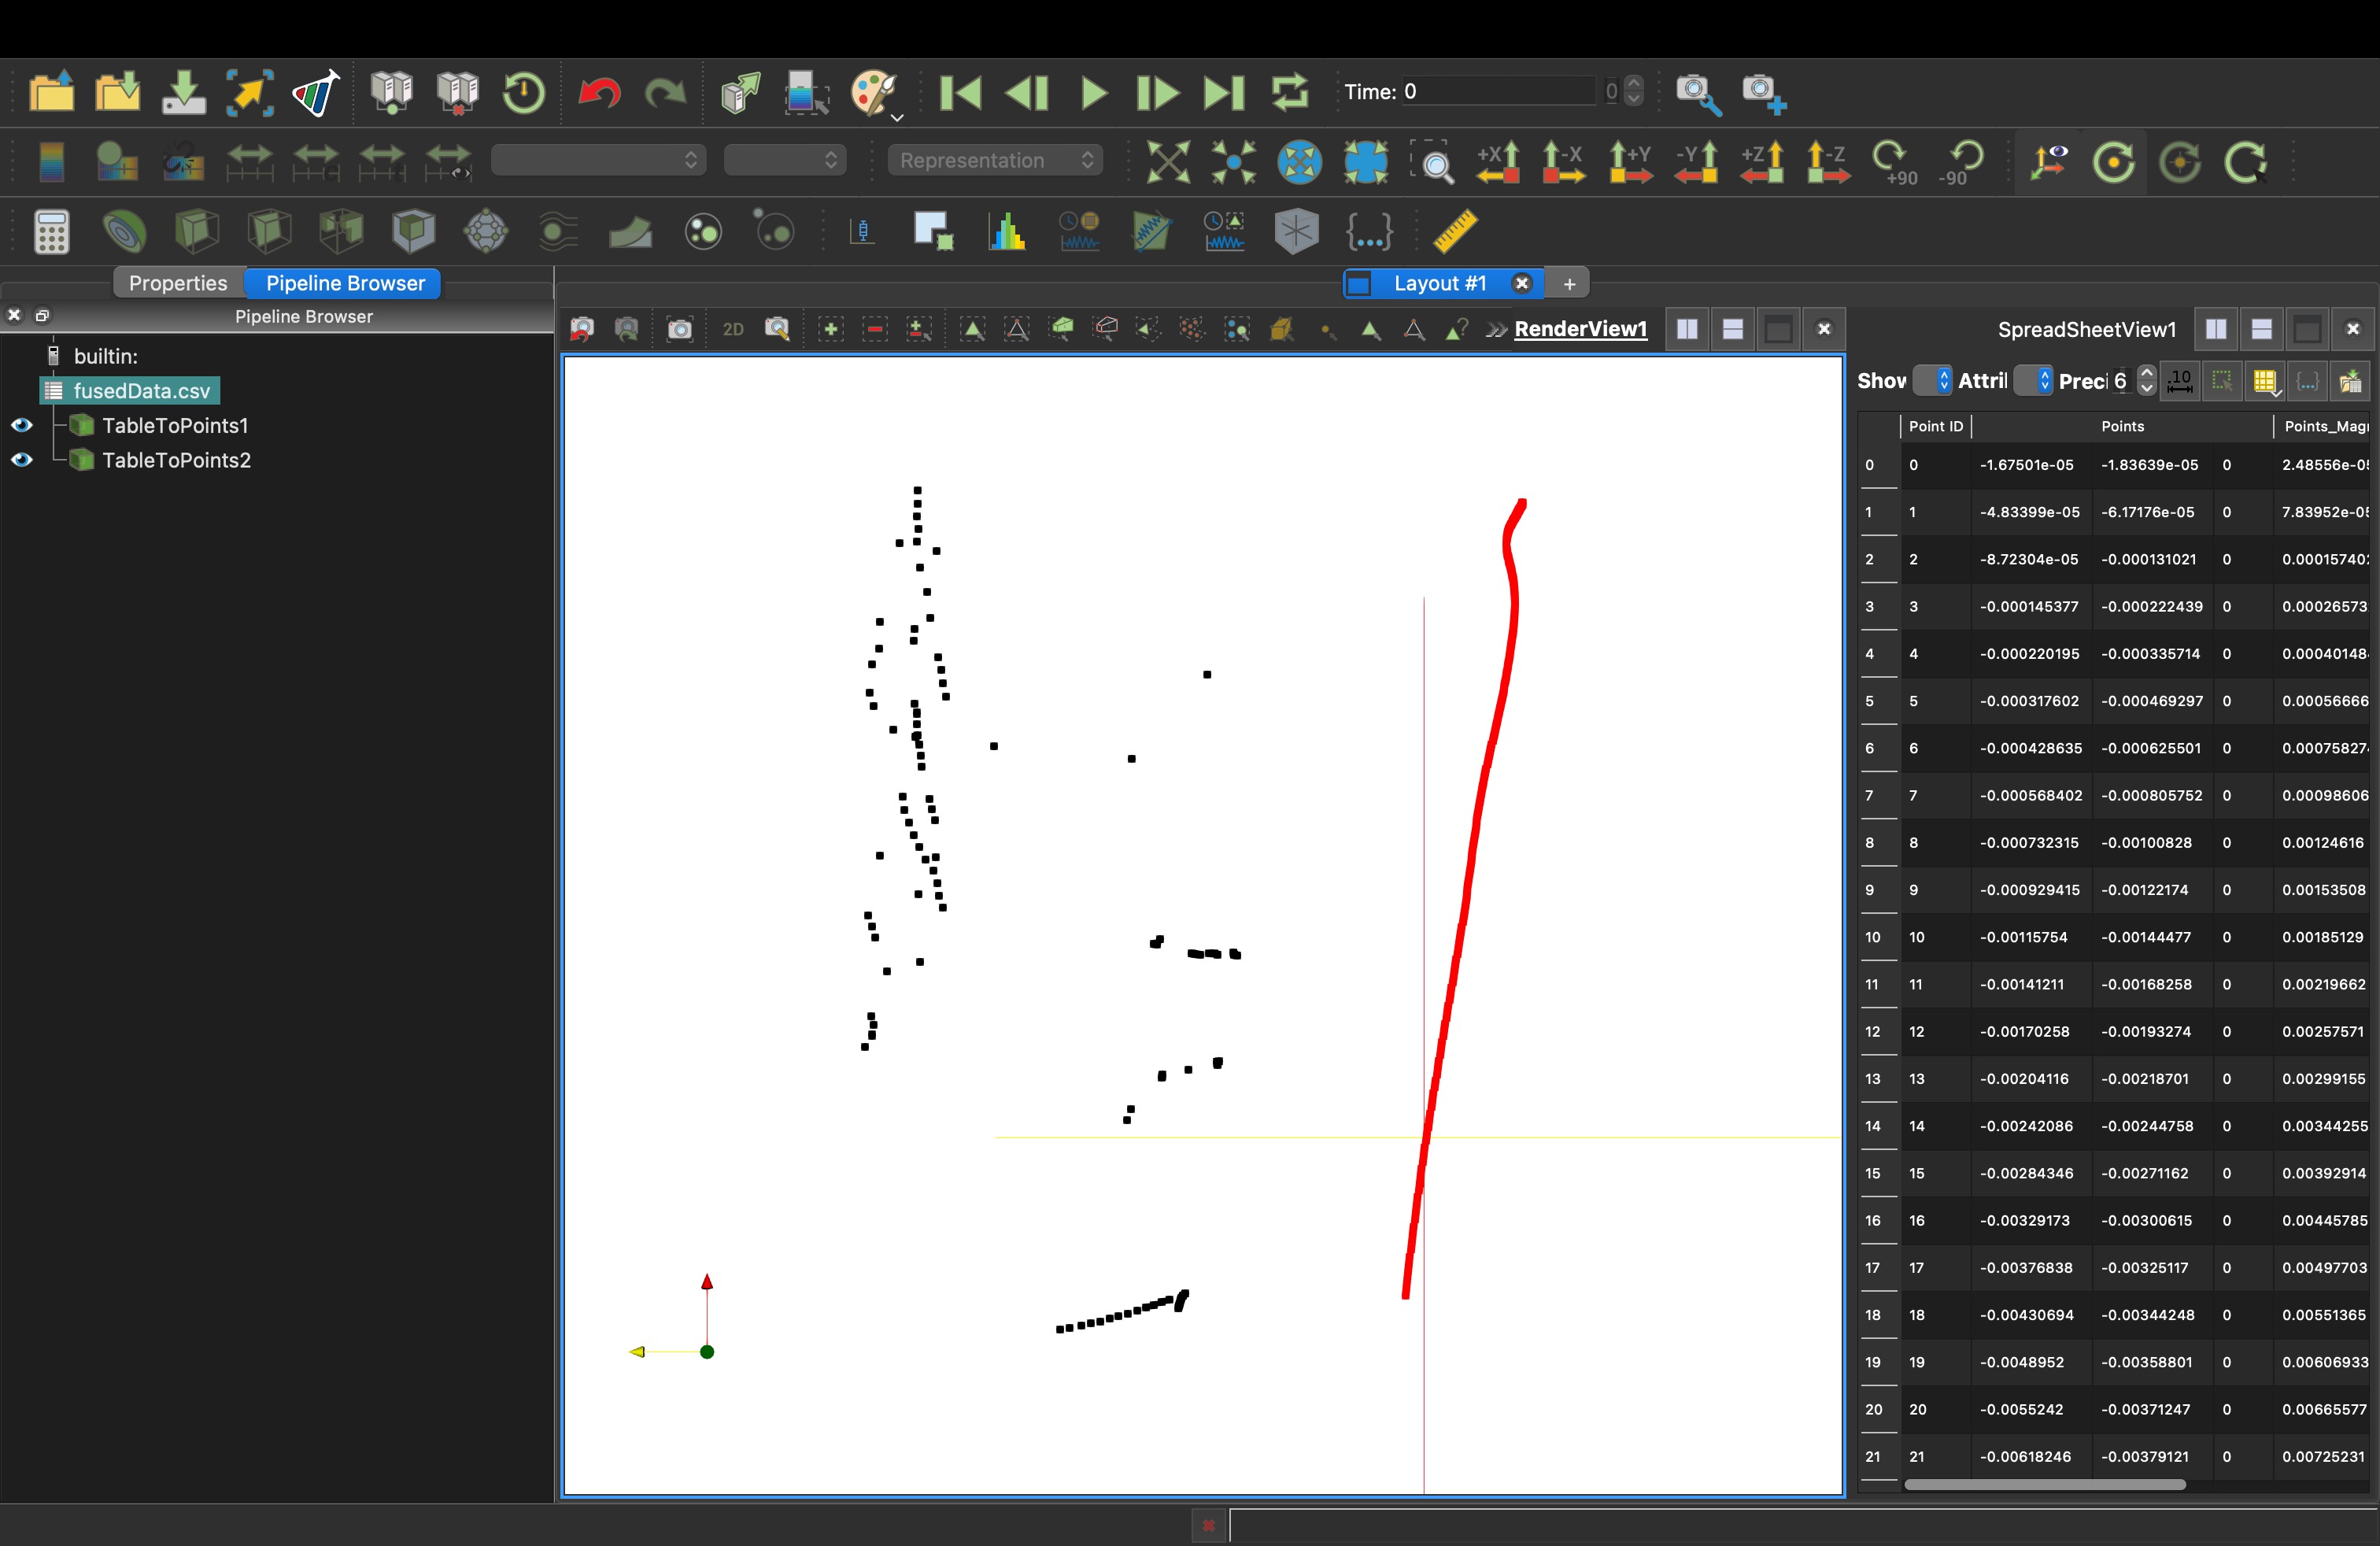 Time: 0 0
Representation
+X -X +Y -Y +Z -Z +90 -90
Properties Pipeline Browser
Layout #1 +
Pipeline Browser
builtin:
fusedData.csv
TableToPoints1
TableToPoints2
2D RenderView1
SpreadSheetView1
Show Attri Preci 6 .10
Point ID Points Points_Magn
0 0 -1.67501e-05 -1.83639e-05 0 2.48556e-05
1 1 -4.83399e-05 -6.17176e-05 0 7.83952e-05
2 2 -8.72304e-05 -0.000131021 0 0.000157402
3 3 -0.000145377 -0.000222439 0 0.00026573
4 4 -0.000220195 -0.000335714 0 0.00040148
5 5 -0.000317602 -0.000469297 0 0.00056666
6 6 -0.000428635 -0.000625501 0 0.00075827
7 7 -0.000568402 -0.000805752 0 0.00098606
8 8 -0.000732315 -0.00100828 0 0.00124616
9 9 -0.000929415 -0.00122174 0 0.00153508
10 10 -0.00115754 -0.00144477 0 0.00185129
11 11 -0.00141211 -0.00168258 0 0.00219662
12 12 -0.00170258 -0.00193274 0 0.00257571
13 13 -0.00204116 -0.00218701 0 0.00299155
14 14 -0.00242086 -0.00244758 0 0.00344255
15 15 -0.00284346 -0.00271162 0 0.00392914
16 16 -0.00329173 -0.00300615 0 0.00445785
17 17 -0.00376838 -0.00325117 0 0.00497703
18 18 -0.00430694 -0.00344248 0 0.00551365
19 19 -0.0048952 -0.00358801 0 0.00606933
20 20 -0.0055242 -0.00371247 0 0.00665577
21 21 -0.00618246 -0.00379121 0 0.00725231